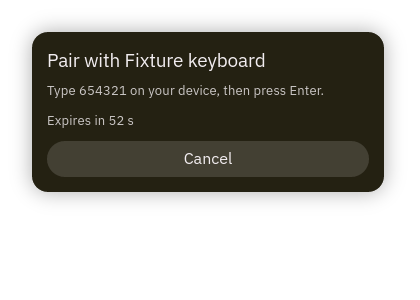 Pair with Fixture keyboard
Type 654321 on your device, then press Enter.
Expires in 52 s
Cancel